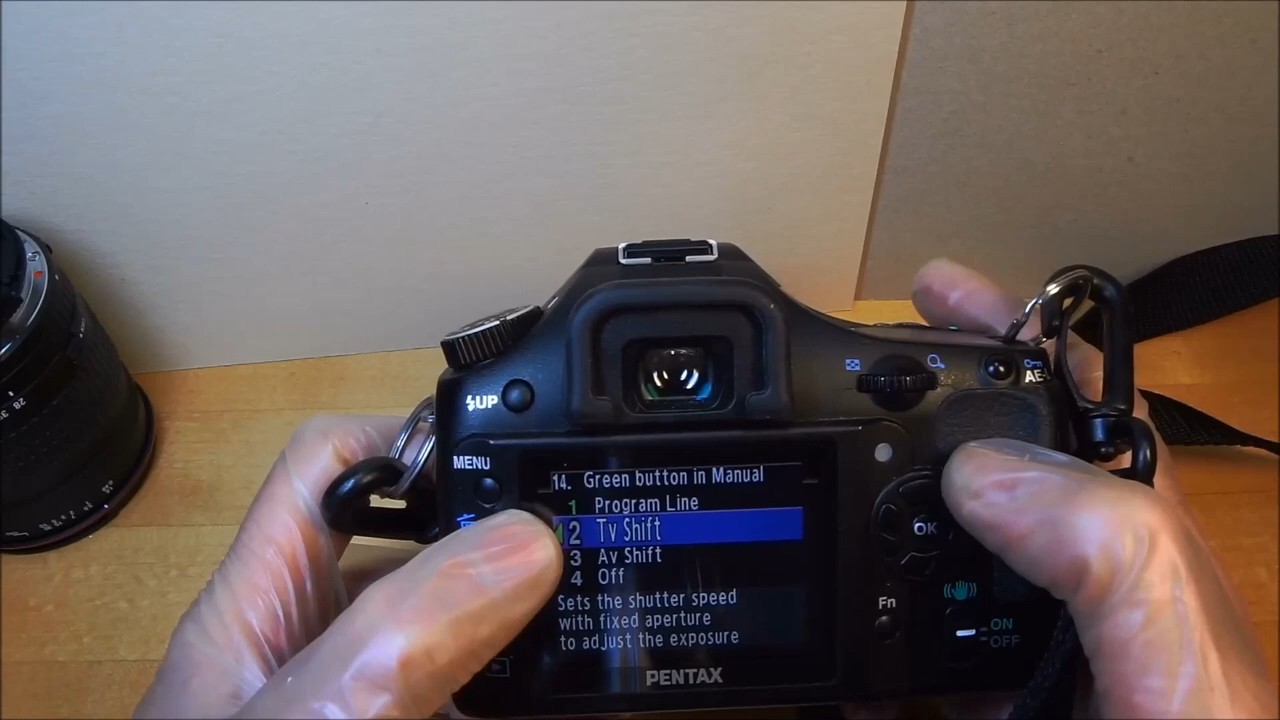 UP
MENU
14. Green button in Manual
1 Program Line
2 Tv Shift
3 Av Shift
4 Off
Sets the shutter speed
with fixed aperture
to adjust the exposure
PENTAX
AE-
OK
Fn
ON
OFF
28